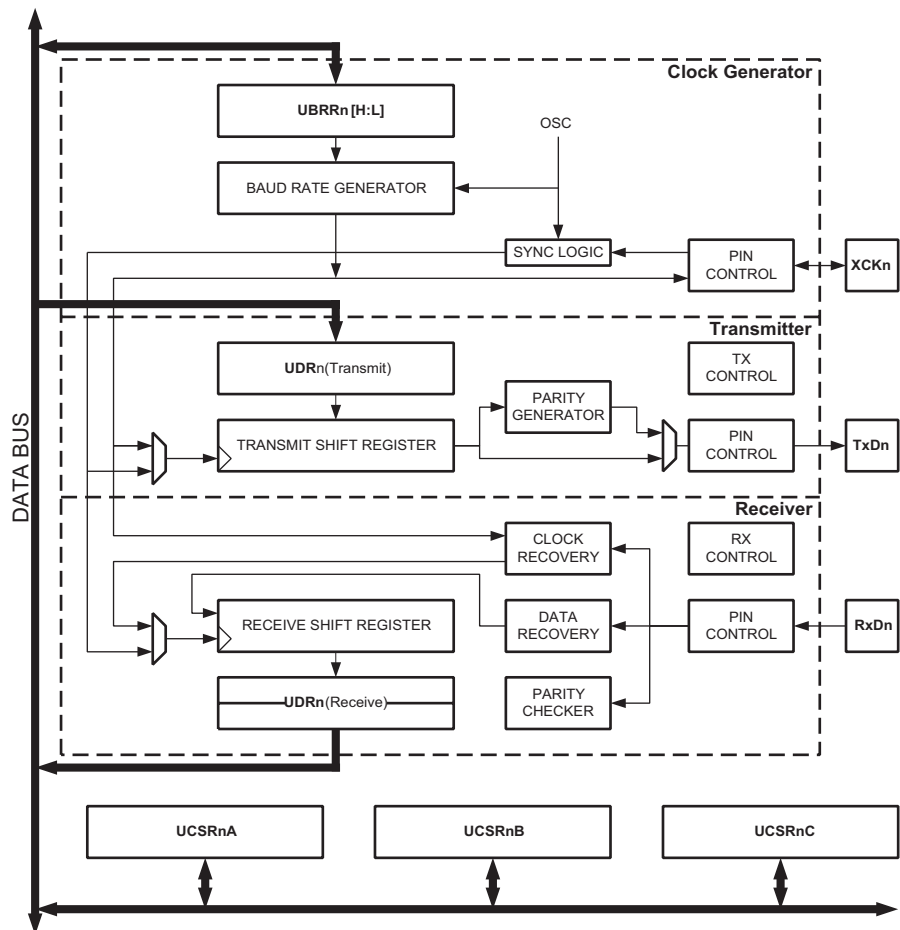 Clock Generator
UBRRn [H:L]
OSC
BAUD RATE GENERATOR
SYNC LOGIC
PIN
CONTROL
XCKn
Transmitter
UDRn(Transmit)
TX
CONTROL
PARITY
GENERATOR
TRANSMIT SHIFT REGISTER
PIN
CONTROL
TxDn
DATA BUS
Receiver
CLOCK
RECOVERY
RX
CONTROL
RECEIVE SHIFT REGISTER
DATA
RECOVERY
PIN
CONTROL
RxDn
UDRn(Receive)
PARITY
CHECKER
UCSRnA
UCSRnB
UCSRnC